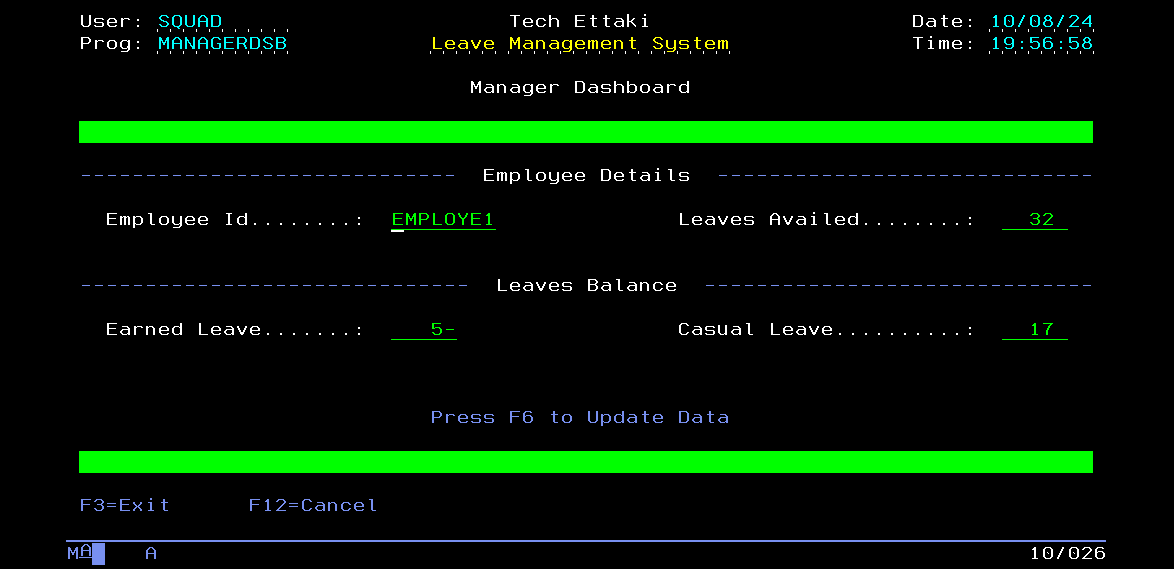 User: SQUAD Tech Ettaki Date: 10/08/24
Prog: MANAGERDSB Leave Management System Time: 19:56:58
Manager Dashboard
----------------------------- Employee Details -----------------------------
Employee Id........: EMPLOYE1 Leaves Availed........: 32
------------------------------ Leaves Balance ------------------------------
Earned Leave.......: 5- Casual Leave..........: 17
Press F6 to Update Data
F3=Exit F12=Cancel
MA A 10/026